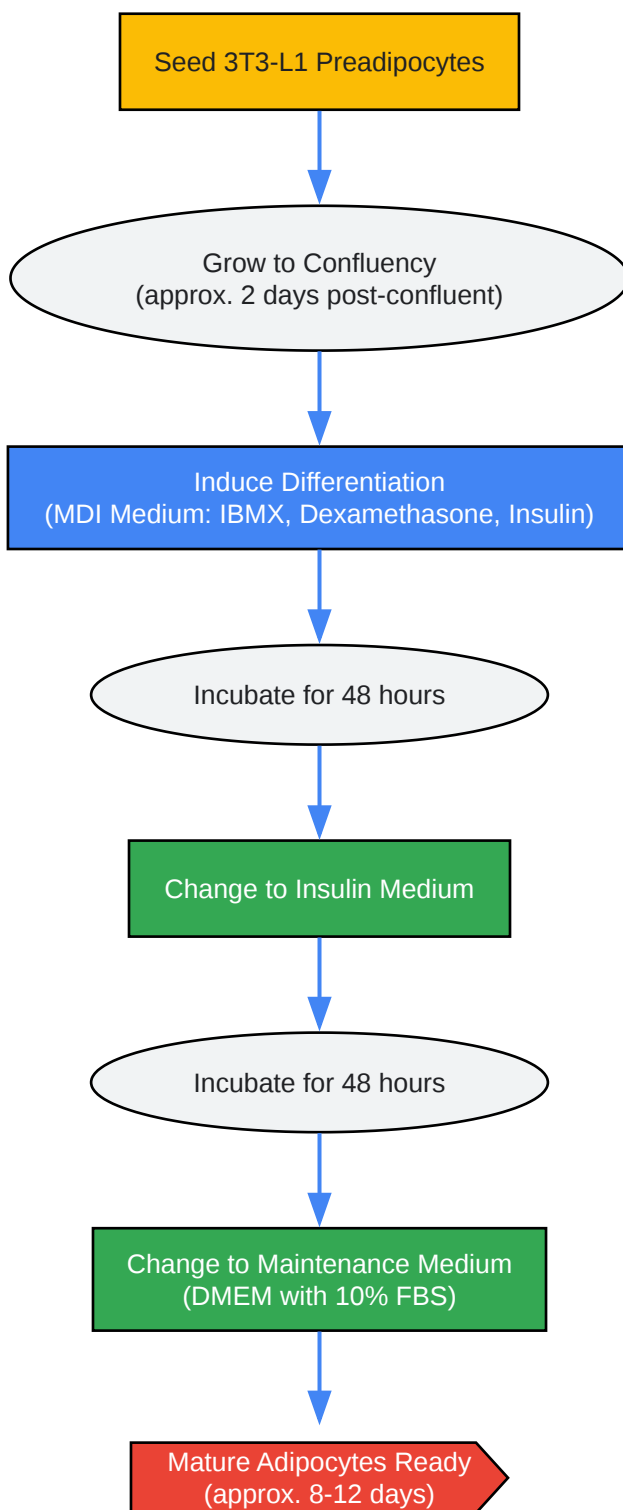 Seed 3T3-L1 Preadipocytes
Grow to Confluency
(approx. 2 days post-confluent)
Induce Differentiation
(MDI Medium: IBMX, Dexamethasone, Insulin)
Incubate for 48 hours
Change to Insulin Medium
Incubate for 48 hours
Change to Maintenance Medium
(DMEM with 10% FBS)
Mature Adipocytes Ready
(approx. 8-12 days)